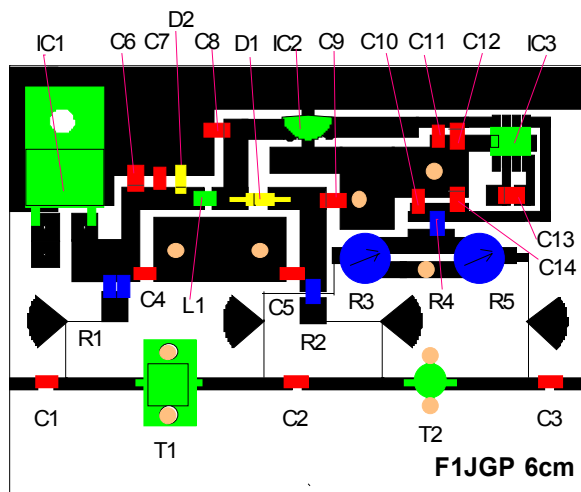 IC1 C6 C7 D2 C8 D1 IC2 C9 C10 C11 C12 IC3
C13
C14
C4 L1 C5 R3 R4 R5
R1 R2
C1 T1 C2 T2 C3
F1JGP 6cm